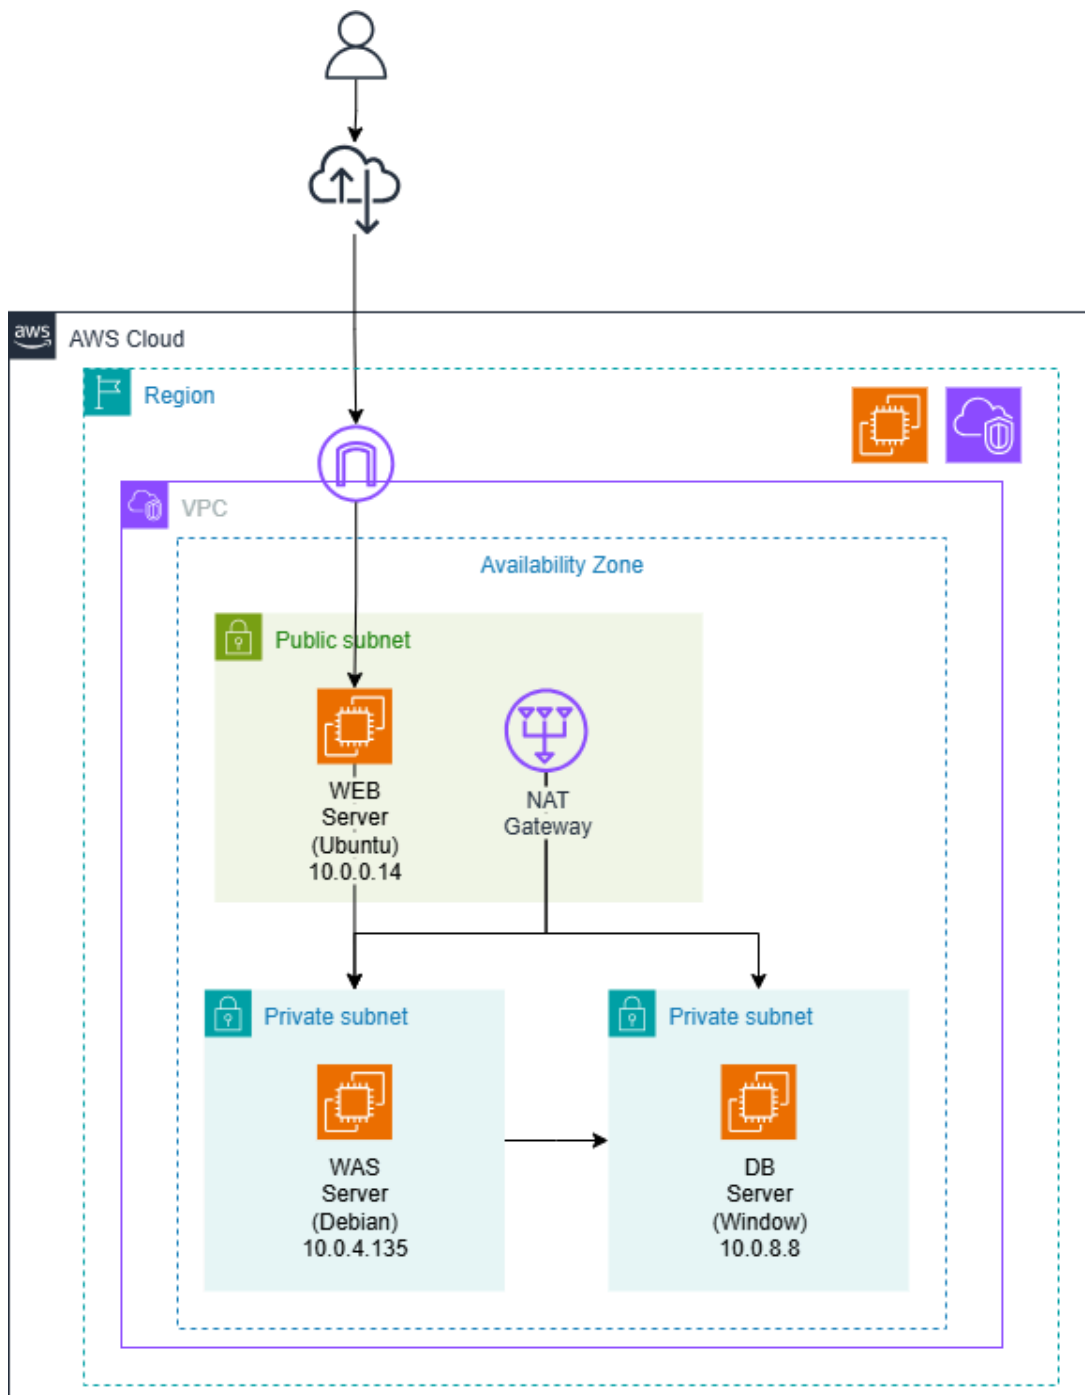 aws
AWS Cloud
Region
VPC
Availability Zone
Public subnet
WEB
Server
(Ubuntu)
10.0.0.14
NAT
Gateway
Private subnet
WAS
Server
(Debian)
10.0.4.135
Private subnet
DB
Server
(Window)
10.0.8.8